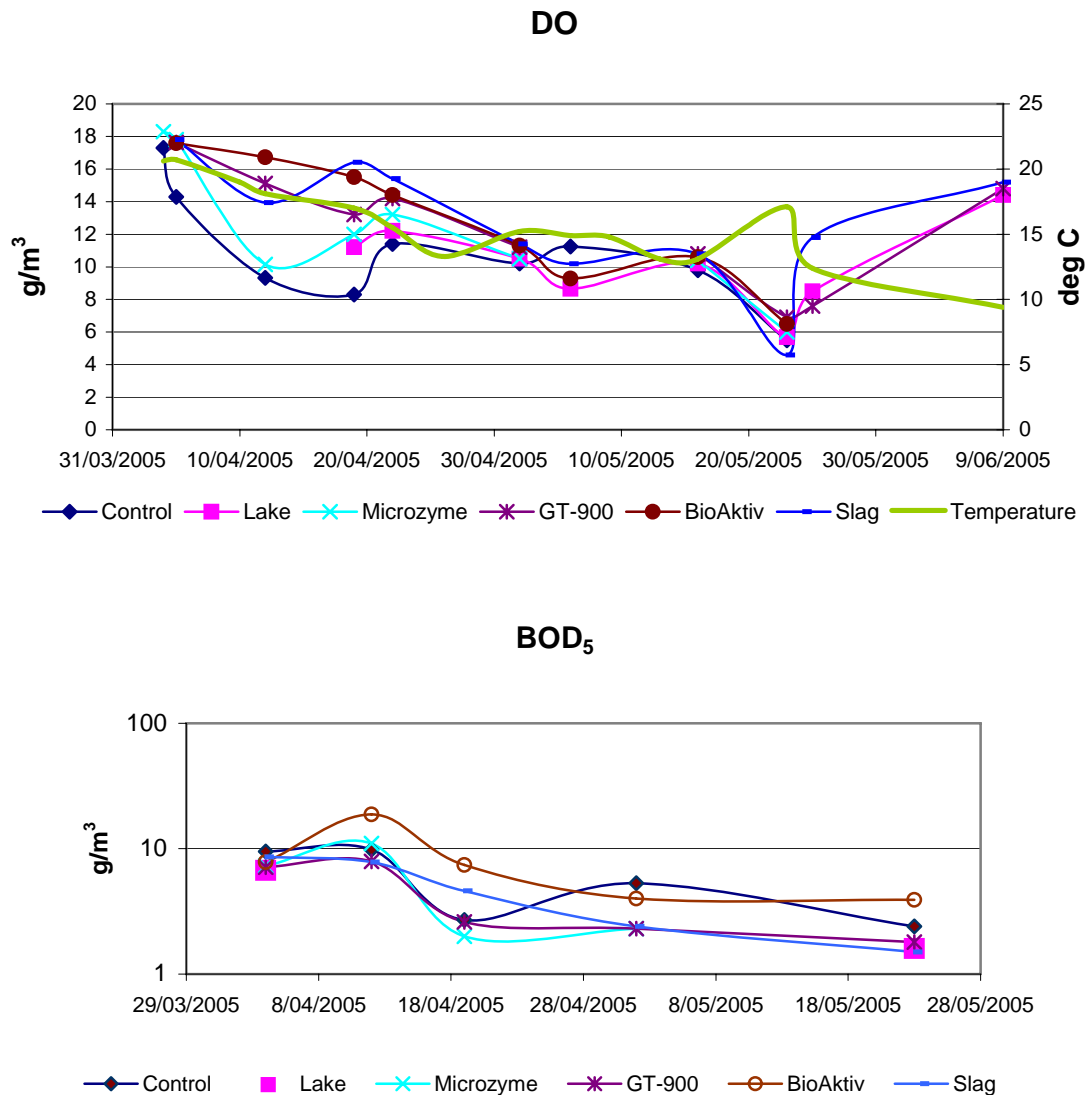 DO
20
18
16
14
12
10
8
6
4
2
0
g/m³
25
20
15
10
5
0
deg C
31/03/2005 10/04/2005 20/04/2005 30/04/2005 10/05/2005 20/05/2005 30/05/2005 9/06/2005
Control Lake Microzyme GT-900 BioAktiv Slag Temperature
BOD₅
100
10
1
g/m³
29/03/2005 8/04/2005 18/04/2005 28/04/2005 8/05/2005 18/05/2005 28/05/2005
Control Lake Microzyme GT-900 BioAktiv Slag